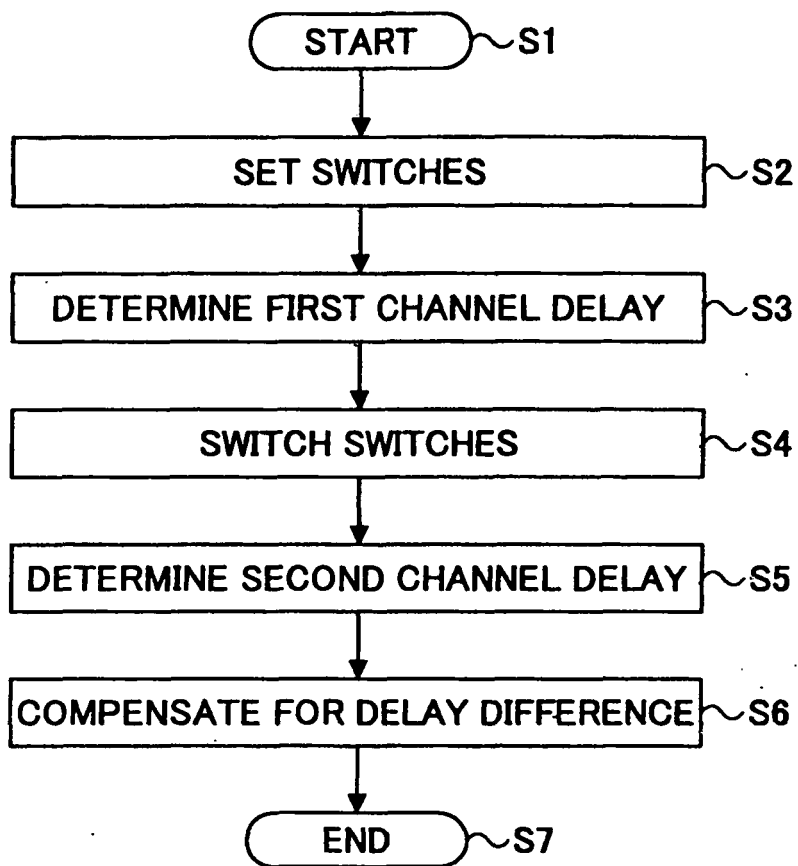 START S1
SET SWITCHES S2
DETERMINE FIRST CHANNEL DELAY S3
SWITCH SWITCHES S4
DETERMINE SECOND CHANNEL DELAY S5
COMPENSATE FOR DELAY DIFFERENCE S6
END S7